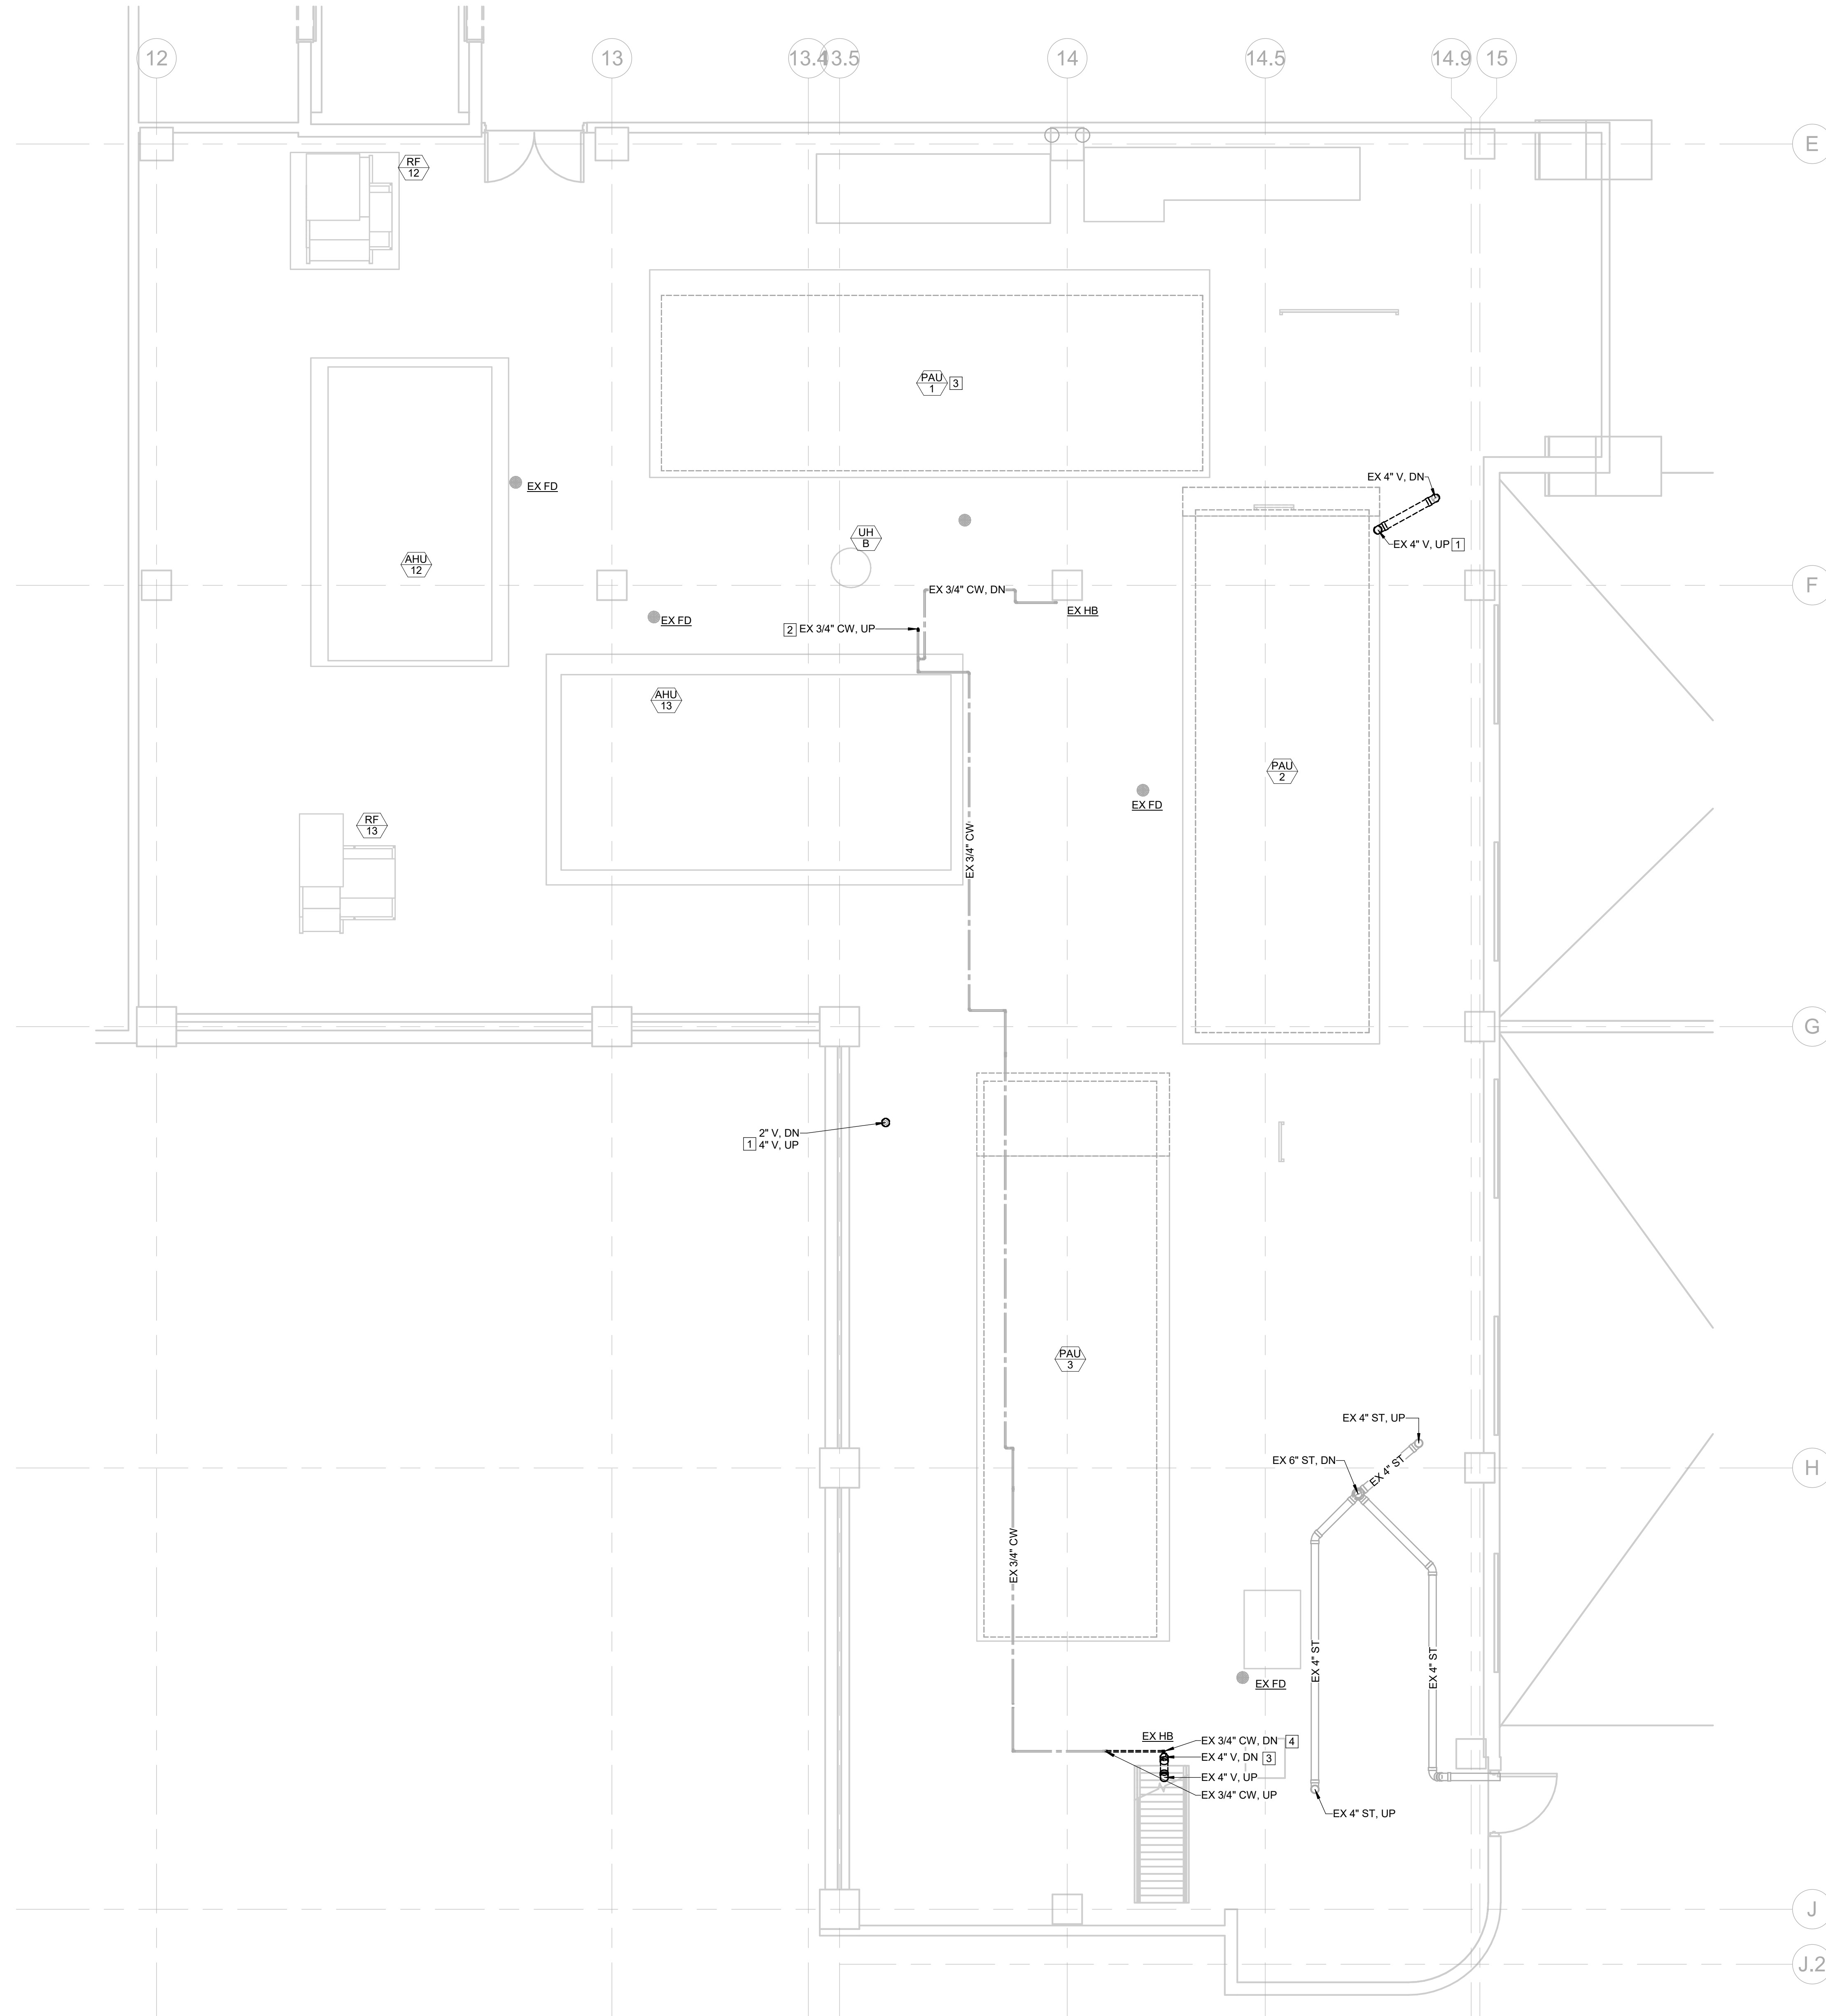 12
13
13.4
13.5
14
14.5
14.9
15
E
RF
12
PAU
1
3
EX 4" V, DN
EX FD
UH
B
EX 4" V, UP
1
AHU
12
F
EX 3/4" CW, DN
EX HB
EX FD
2
EX 3/4" CW, UP
AHU
13
PAU
2
EX FD
RF
13
EX 3/4" CW
G
2" V, DN
1
4" V, UP
PAU
3
EX 4" ST, UP
EX 6" ST, DN
EX 4" ST
H
EX 3/4" CW
EX 4" ST
EX 4" ST
EX FD
EX HB
EX 3/4" CW, DN
4
EX 4" V, DN
3
EX 4" V, UP
EX 3/4" CW, UP
EX 4" ST, UP
J
J.2